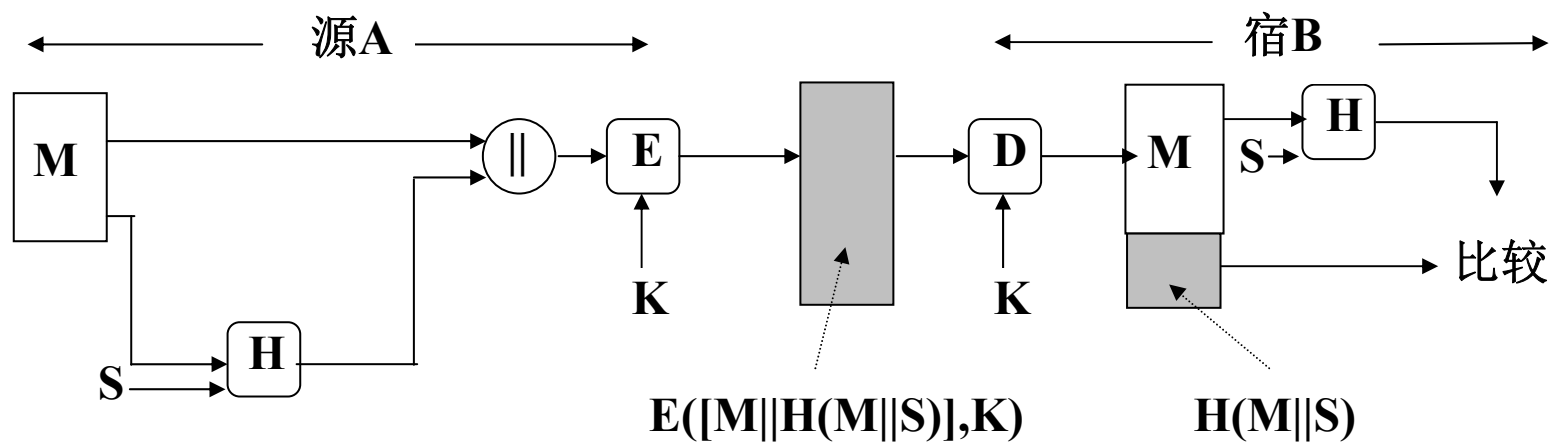 源A
宿B
M
||
E
D
M
H
S
K
K
比较
H
S
E([M||H(M||S)],K)
H(M||S)